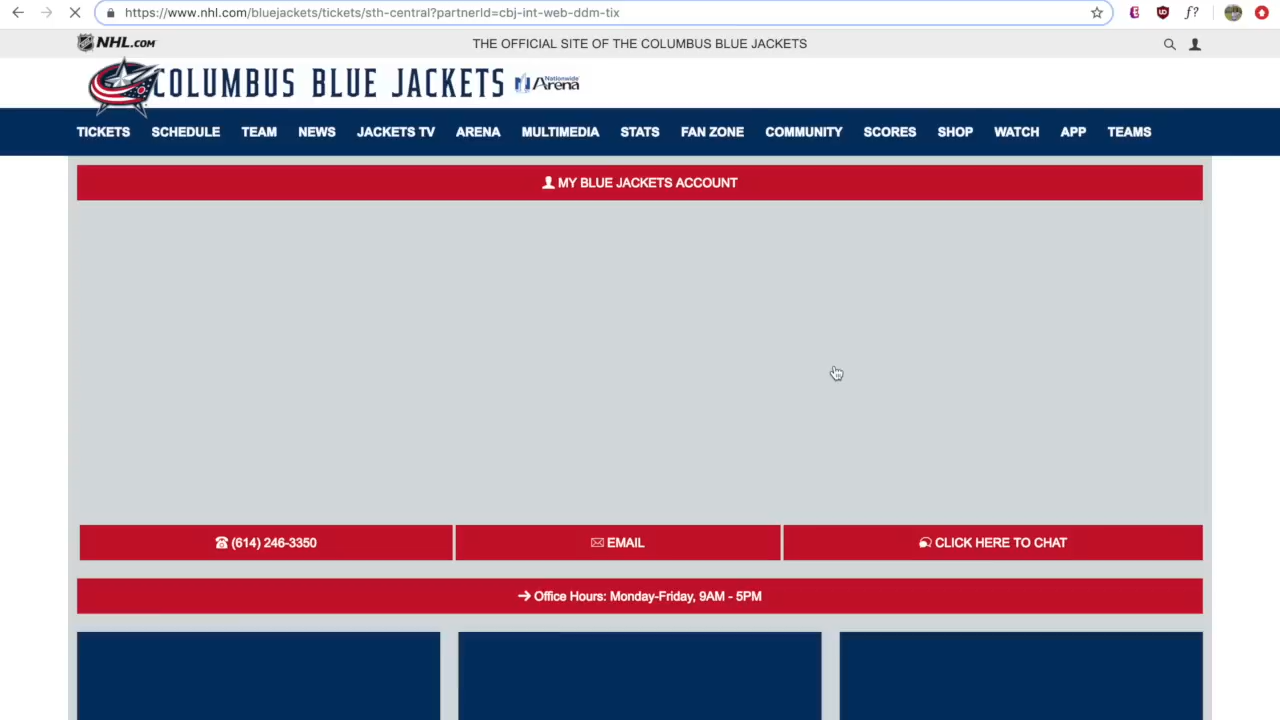 https://www.nhl.com/bluejackets/tickets/sth-central?partnerId=cbj-int-web-ddm-tix
NHL.COM
THE OFFICIAL SITE OF THE COLUMBUS BLUE JACKETS
COLUMBUS BLUE JACKETS Nationwide Arena
TICKETS SCHEDULE TEAM NEWS JACKETS TV ARENA MULTIMEDIA STATS FAN ZONE COMMUNITY SCORES SHOP WATCH APP TEAMS
MY BLUE JACKETS ACCOUNT
(614) 246-3350 EMAIL CLICK HERE TO CHAT
Office Hours: Monday-Friday, 9AM - 5PM